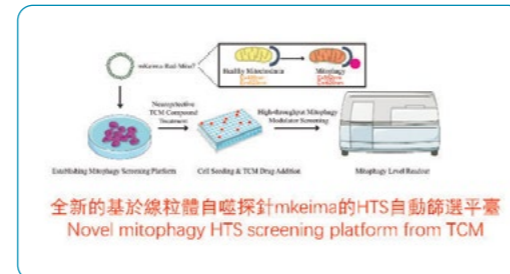 mKeima-Red-Mito7
Healthy Mitochondria
Mitophagy
Neuroprotective
TCM Compound
Treatment
High-throughput Mitophagy
Modulator Screening
Establishing Mitophagy Screening Platform
Cell Seeding & TCM Drug Addition
Mitophagy Level Readout
全新的基於線粒體自噬探針mkeima的HTS自動篩選平臺
Novel mitophagy HTS screening platform from TCM